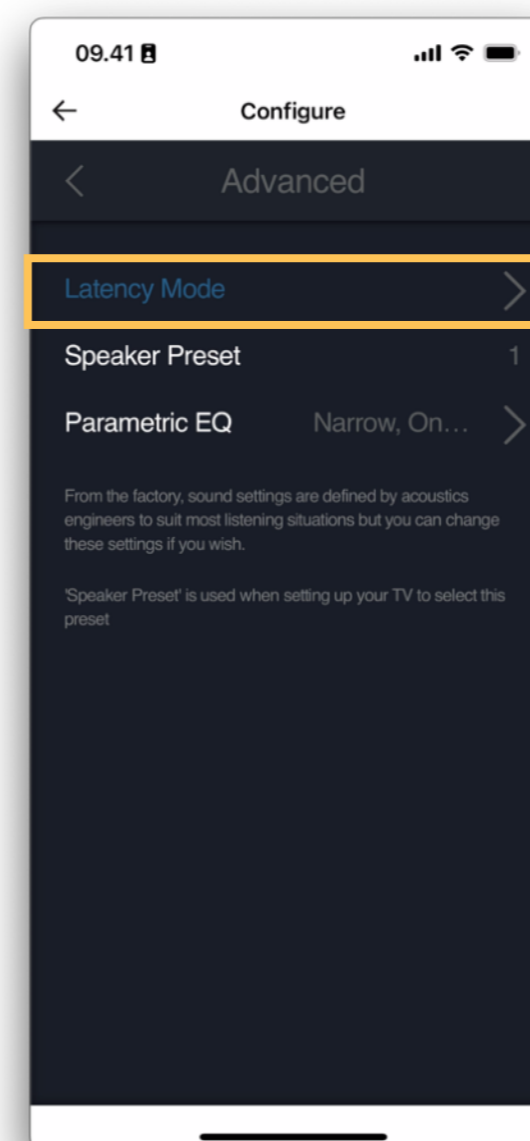 09.41
Configure
Advanced
Latency Mode
Speaker Preset 1
Parametric EQ Narrow, On...
From the factory, sound settings are defined by acoustics
engineers to suit most listening situations but you can change
these settings if you wish.
'Speaker Preset' is used when setting up your TV to select this
preset